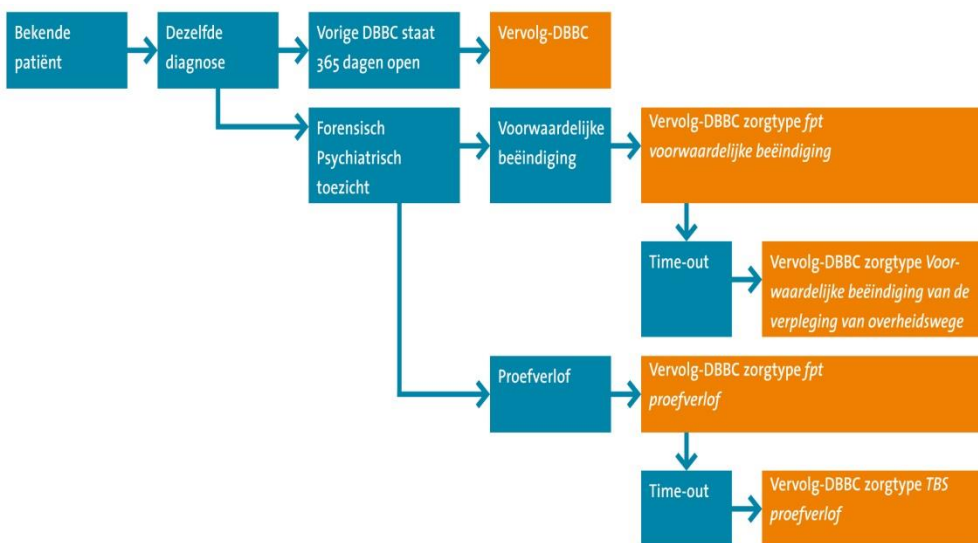 Bekende
patiënt
Dezelfde
diagnose
Vorige DBBC staat
365 dagen open
Vervolg-DBBC
Forensisch
Psychiatrisch
toezicht
Voorwaardelijke
beëindiging
Vervolg-DBBC zorgtype fpt
voorwaardelijke beëindiging
Time-out
Vervolg-DBBC zorgtype Voor-
waardelijke beëindiging van de
verpleging van overheidswege
Proefverlof
Vervolg-DBBC zorgtype fpt
proefverlof
Time-out
Vervolg-DBBC zorgtype TBS
proefverlof